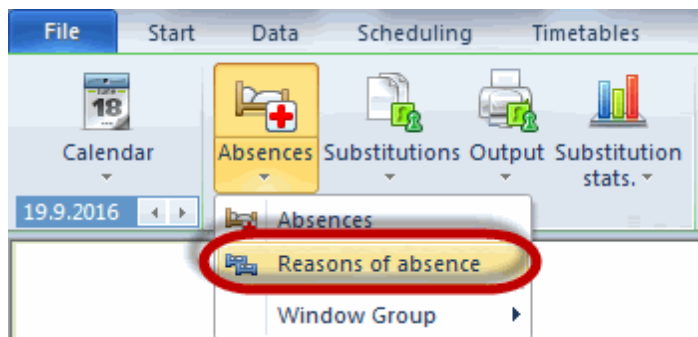 File Start Data Scheduling Timetables
18
Calendar Absences Substitutions Output Substitution
stats.
19.9.2016
Absences
Reasons of absence
Window Group